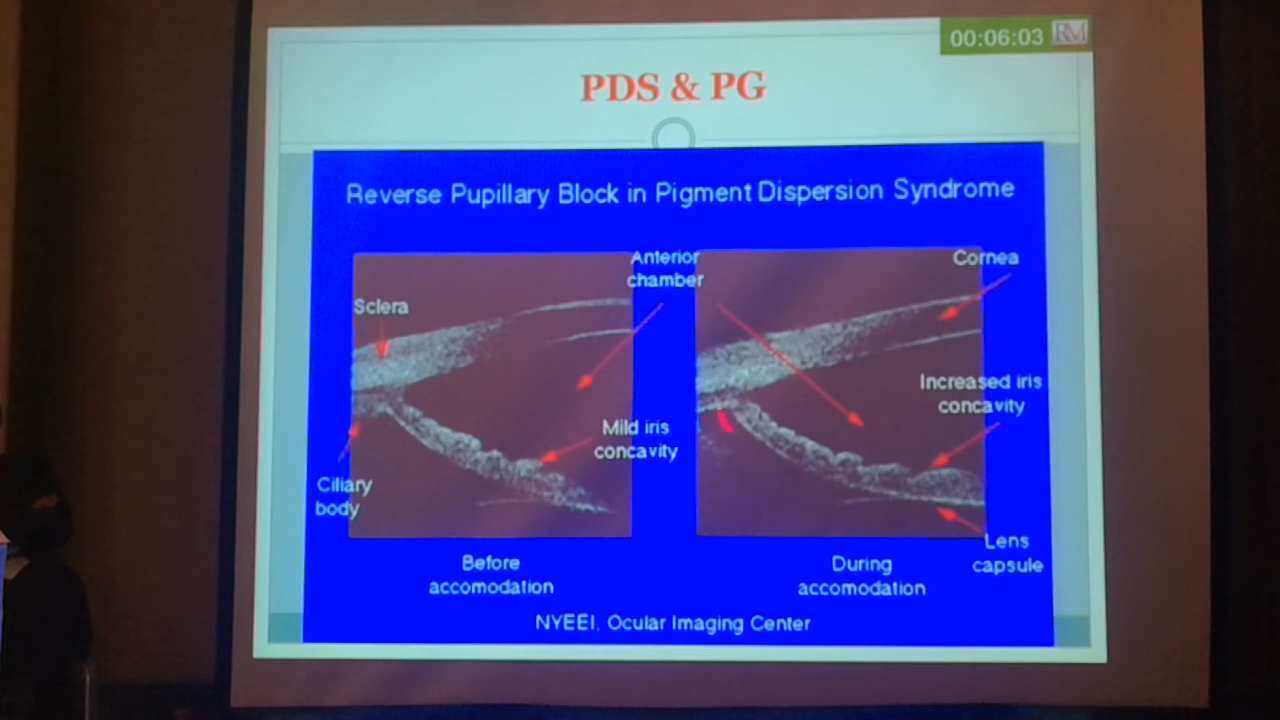 00:06:03 RM
PDS & PG
Reverse Pupillary Block in Pigment Dispersion Syndrome
Sclera
Anterior
chamber
Cornea
Increased iris
concavity
Mild iris
concavity
Ciliary
body
Lens
capsule
Before
accomodation
During
accomodation
NYEEI, Ocular Imaging Center